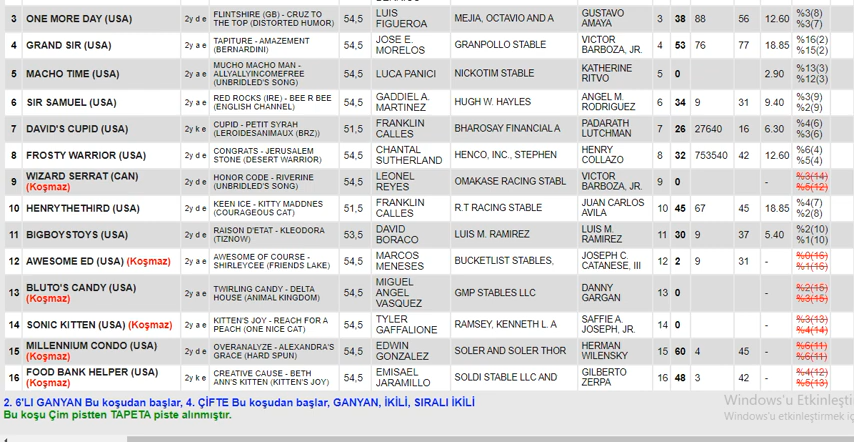 3 ONE MORE DAY (USA) 2y d e FLINTSHIRE (GB) - CRUZ TO THE TOP (DISTORTED HUMOR) 54,5 LUIS FIGUEROA MEJIA, OCTAVIO AND A GUSTAVO AMAYA 3 38 88 56 12.60 %3(8) %3(7)
4 GRAND SIR (USA) 2y a e TAPITURE - AMAZEMENT (BERNARDINI) 54,5 JOSE E. MORELOS GRANPOLLO STABLE VICTOR BARBOZA, JR. 4 53 76 77 18.85 %16(2) %15(2)
5 MACHO TIME (USA) 2y a e MUCHO MACHO MAN - ALLYALLYINCOMEFREE (UNBRIDLED'S SONG) 54,5 LUCA PANICI NICKOTIM STABLE KATHERINE RITVO 5 0 2.90 %13(3) %12(3)
6 SIR SAMUEL (USA) 2y a e RED ROCKS (IRE) - BEE R BEE (ENGLISH CHANNEL) 54,5 GADDIEL A. MARTINEZ HUGH W. HAYLES ANGEL M. RODRIGUEZ 6 34 9 31 9.40 %3(9) %2(9)
7 DAVID'S CUPID (USA) 2y k e CUPID - PETIT SYRAH (LEROIDESANIMAUX (BRZ)) 51,5 FRANKLIN CALLES BHAROSAY FINANCIAL A PADARATH LUTCHMAN 7 26 27640 16 6.30 %4(6) %3(6)
8 FROSTY WARRIOR (USA) 2y d e CONGRATS - JERUSALEM STONE (DESERT WARRIOR) 54,5 CHANTAL SUTHERLAND HENCO, INC., STEPHEN HENRY COLLAZO 8 32 753540 42 12.60 %6(4) %5(4)
9 WIZARD SERRAT (CAN) (Koşmaz) 2y d e HONOR CODE - RIVERINE (UNBRIDLED'S SONG) 54,5 LEONEL REYES OMAKASE RACING STABL VICTOR BARBOZA, JR. 9 0 - %3(14) %5(12)
10 HENRYTHETHIRD (USA) 2y d e KEEN ICE - KITTY MADDNES (COURAGEOUS CAT) 51,5 FRANKLIN CALLES R.T RACING STABLE JUAN CARLOS AVILA 10 45 67 45 18.85 %4(7) %2(8)
11 BIGBOYSTOYS (USA) 2y d e RAISON D'ETAT - KLEODORA (TIZNOW) 53,5 DAVID BORACO LUIS M. RAMIREZ LUIS M. RAMIREZ 11 30 9 37 5.40 %2(10) %1(10)
12 AWESOME ED (USA) (Koşmaz) 2y a e AWESOME OF COURSE - SHIRLEYCEE (FRIENDS LAKE) 54,5 MARCOS MENESES BUCKETLIST STABLES, JOSEPH C. CATANESE, III 12 2 9 31 - %0(16) %1(16)
13 BLUTO'S CANDY (USA) (Koşmaz) 2y a e TWIRLING CANDY - DELTA HOUSE (ANIMAL KINGDOM) 54,5 MIGUEL ANGEL VASQUEZ GMP STABLES LLC DANNY GARGAN 13 0 - %2(15) %3(15)
14 SONIC KITTEN (USA) (Koşmaz) 2y a e KITTEN'S JOY - REACH FOR A PEACH (ONE NICE CAT) 54,5 TYLER GAFFALIONE RAMSEY, KENNETH L. A SAFFIE A. JOSEPH, JR. 14 0 - %3(13) %4(14)
15 MILLENNIUM CONDO (USA) (Koşmaz) 2y d e OVERANALYZE - ALEXANDRA'S GRACE (HARD SPUN) 54,5 EDWIN GONZALEZ SOLER AND SOLER THOR HERMAN WILENSKY 15 60 4 45 - %6(11) %6(11)
16 FOOD BANK HELPER (USA) (Koşmaz) 2y k e CREATIVE CAUSE - BETH ANN'S KITTEN (KITTEN'S JOY) 54,5 EMISAEL JARAMILLO SOLDI STABLE LLC AND GILBERTO ZERPA 16 48 3 42 - %4(12) %5(13)
2. 6'LI GANYAN Bu koşudan başlar, 4. ÇİFTE Bu koşudan başlar, GANYAN, İKİLİ, SIRALI İKİLİ
Bu koşu Çim pistten TAPETA piste alınmıştır.
Windows'u Etkinleşti
Windows'u etkinleştirmek iç